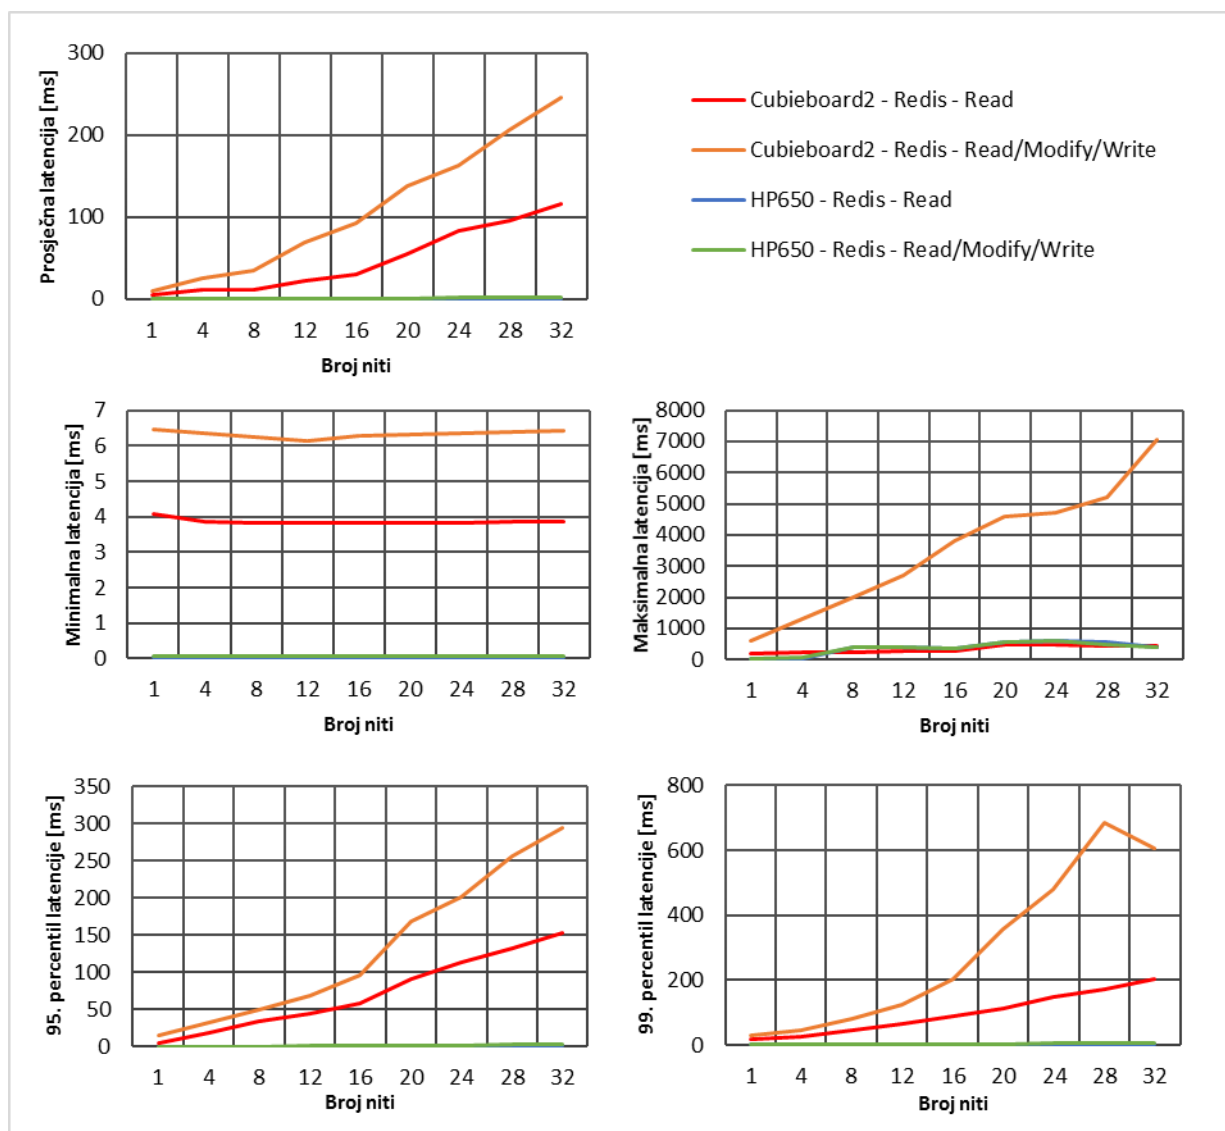 300
200
100
0
Prosječna latencija [ms]
1 4 8 12 16 20 24 28 32
Broj niti
Cubieboard2 - Redis - Read
Cubieboard2 - Redis - Read/Modify/Write
HP650 - Redis - Read
HP650 - Redis - Read/Modify/Write
7
6
5
4
3
2
1
0
Minimalna latencija [ms]
1 4 8 12 16 20 24 28 32
Broj niti
8000
7000
6000
5000
4000
3000
2000
1000
0
Maksimalna latencija [ms]
1 4 8 12 16 20 24 28 32
Broj niti
350
300
250
200
150
100
50
0
95. percentil latencije [ms]
1 4 8 12 16 20 24 28 32
Broj niti
800
600
400
200
0
99. percentil latencije [ms]
1 4 8 12 16 20 24 28 32
Broj niti